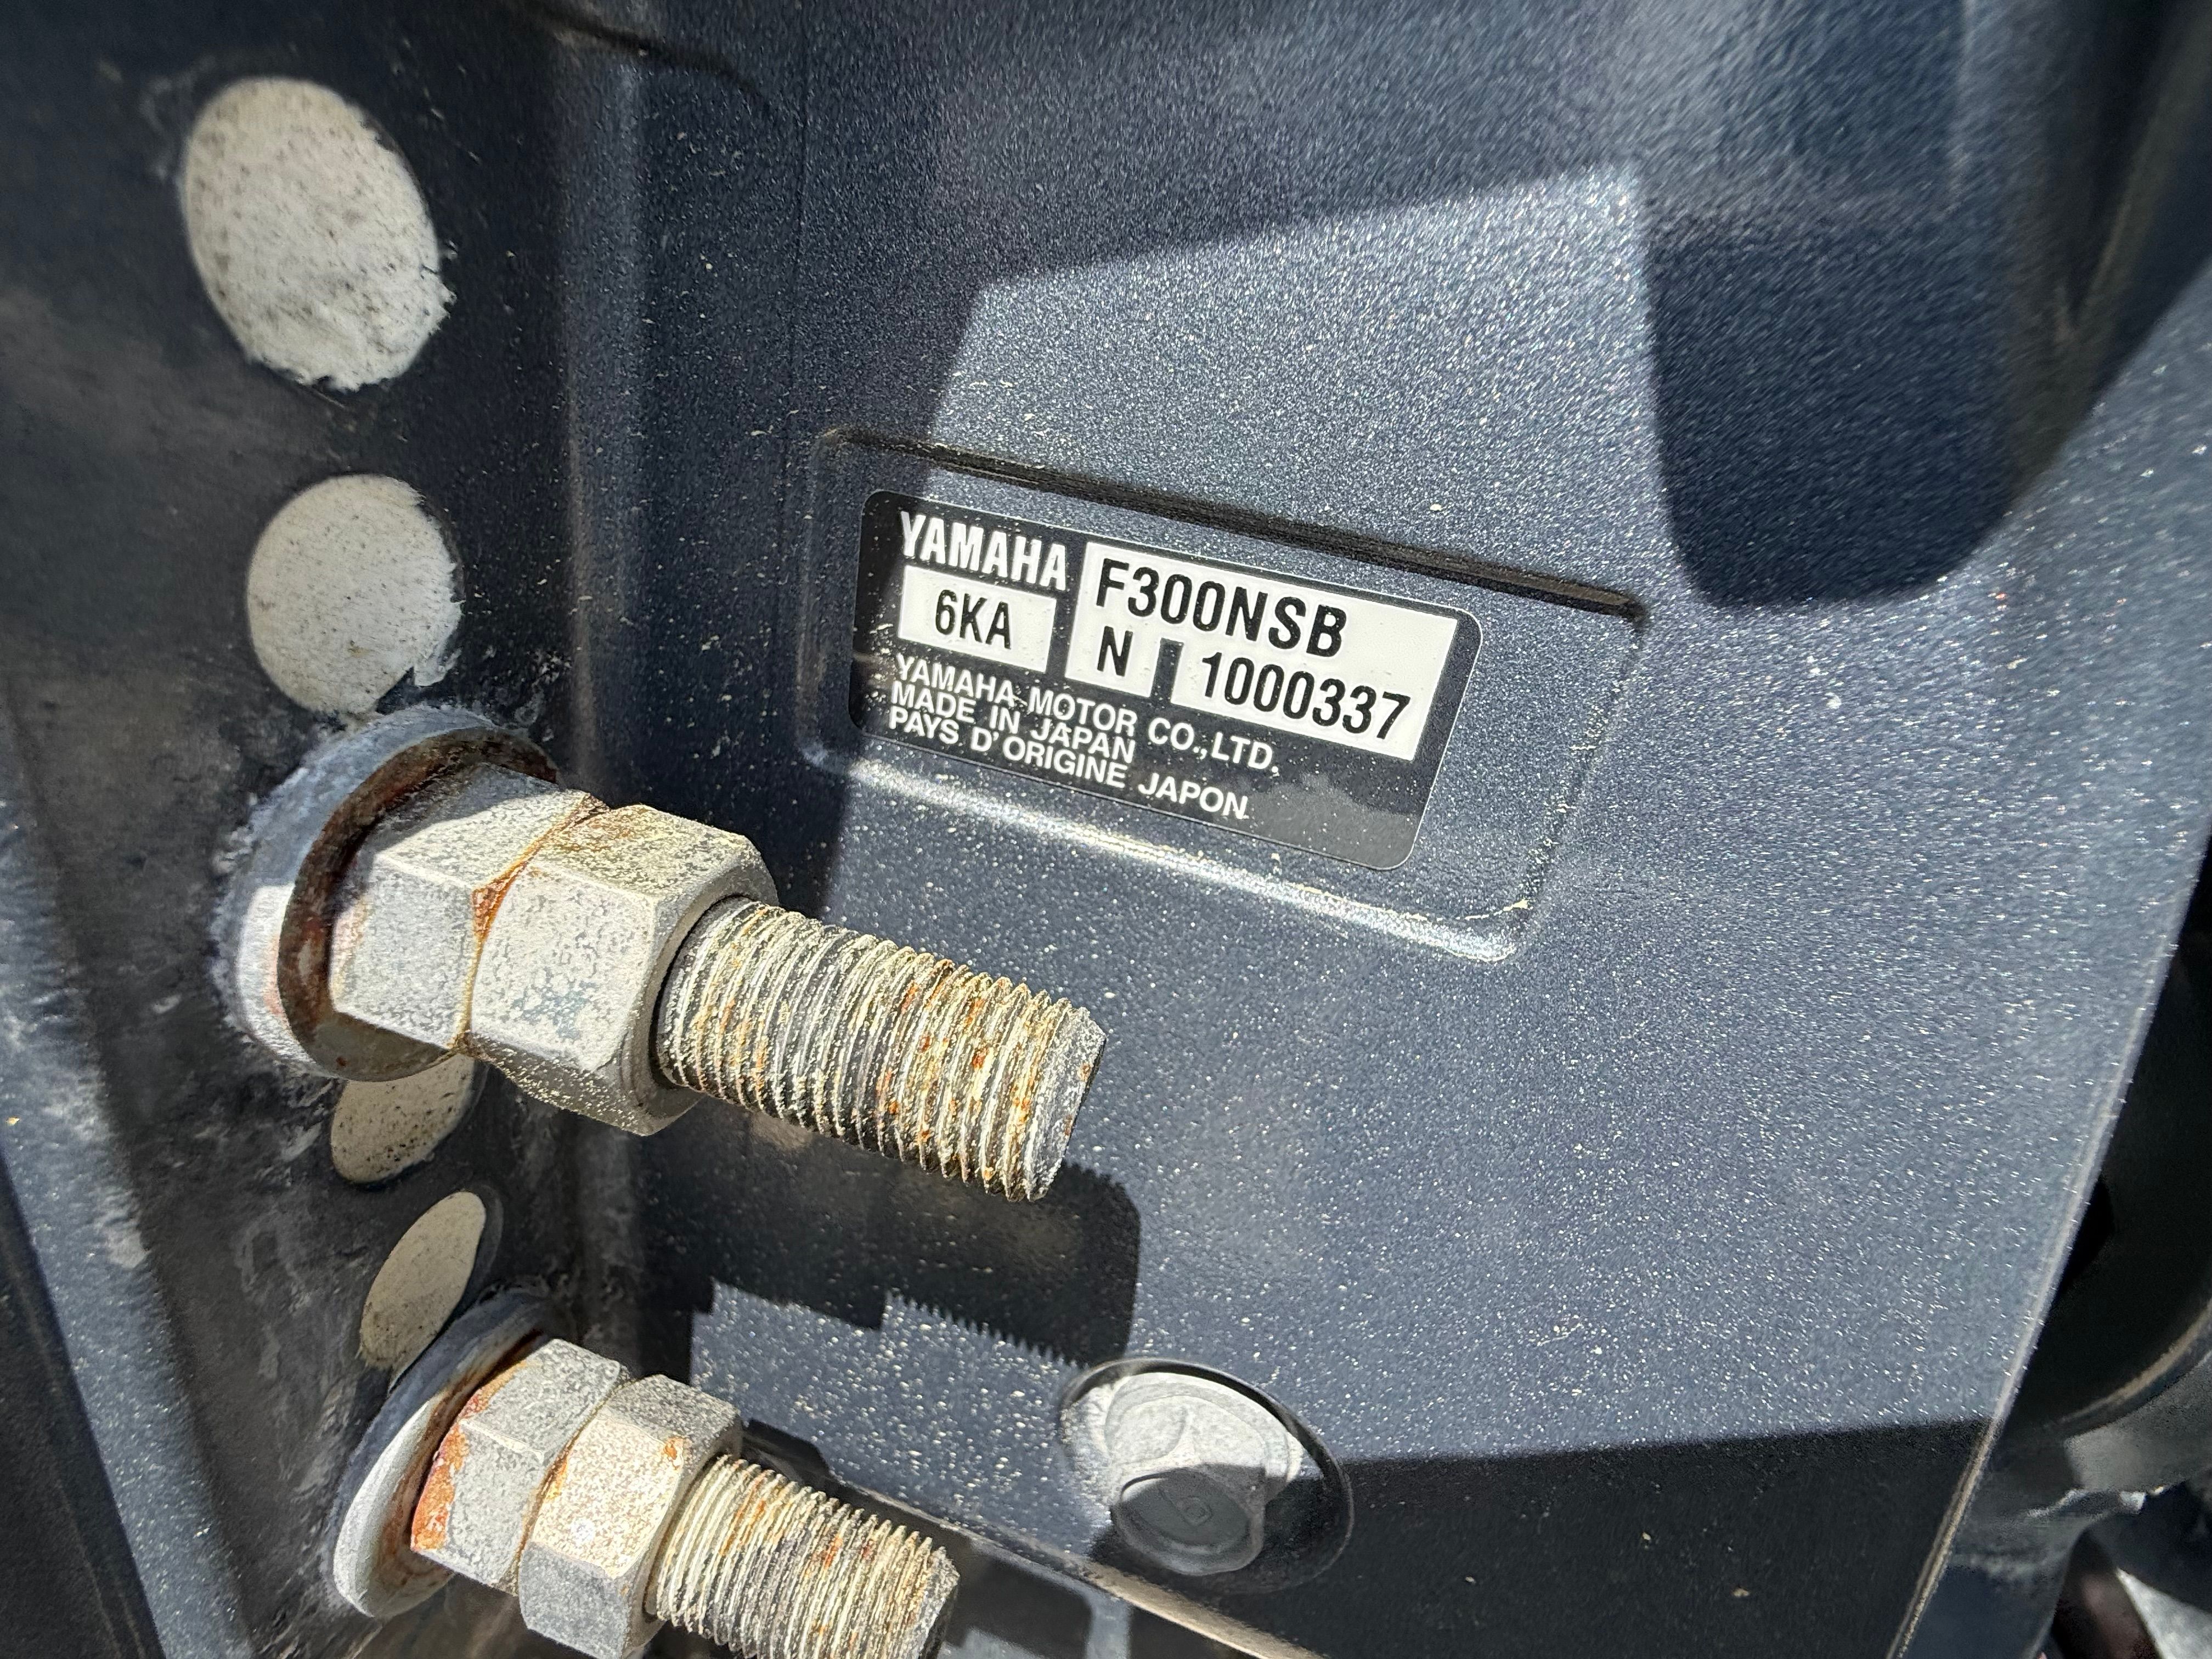 YAMAHA F300NSB
6KA N 1000337
YAMAHA MOTOR CO.,LTD.
MADE IN JAPAN
PAYS D'ORIGINE JAPON